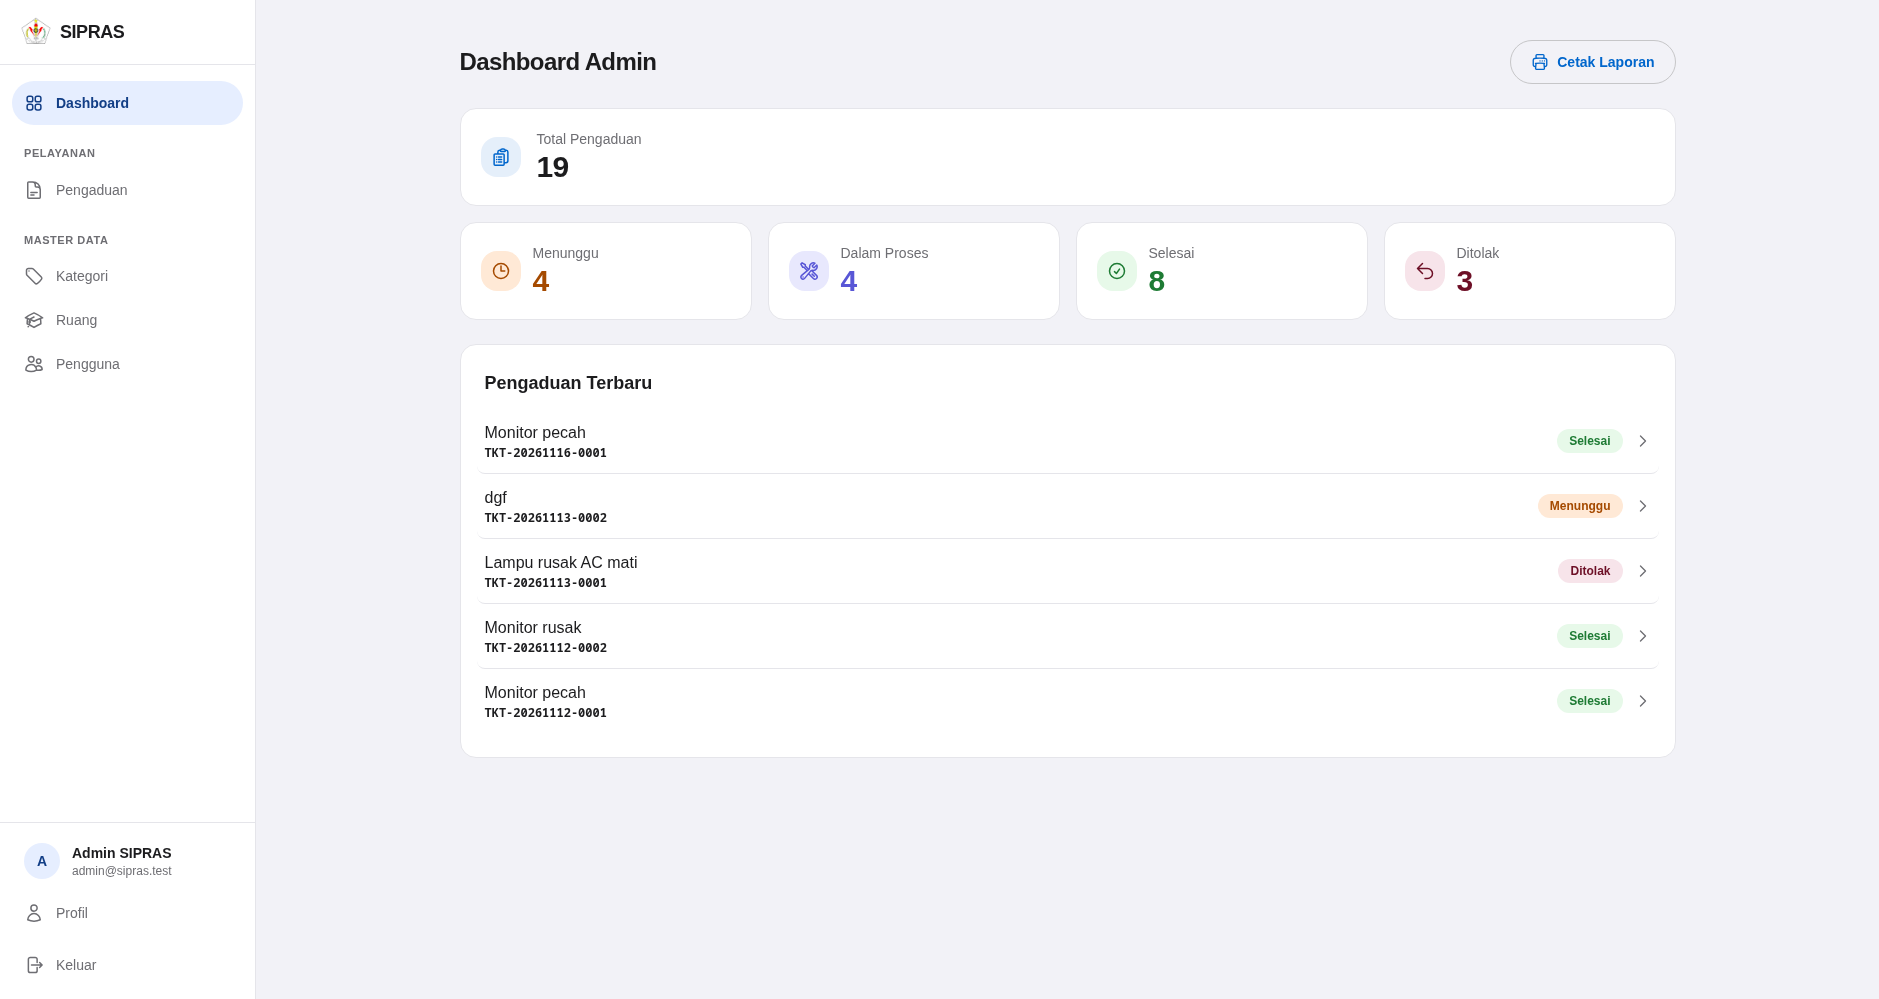 SIPRAS
Dashboard
PELAYANAN
Pengaduan
MASTER DATA
Kategori
Ruang
Pengguna
A
Admin SIPRAS
admin@sipras.test
Profil
Keluar
Dashboard Admin
Cetak Laporan
Total Pengaduan
19
Menunggu
4
Dalam Proses
4
Selesai
8
Ditolak
3
Pengaduan Terbaru
Monitor pecah
TKT-20261116-0001
Selesai
dgf
TKT-20261113-0002
Menunggu
Lampu rusak AC mati
TKT-20261113-0001
Ditolak
Monitor rusak
TKT-20261112-0002
Selesai
Monitor pecah
TKT-20261112-0001
Selesai